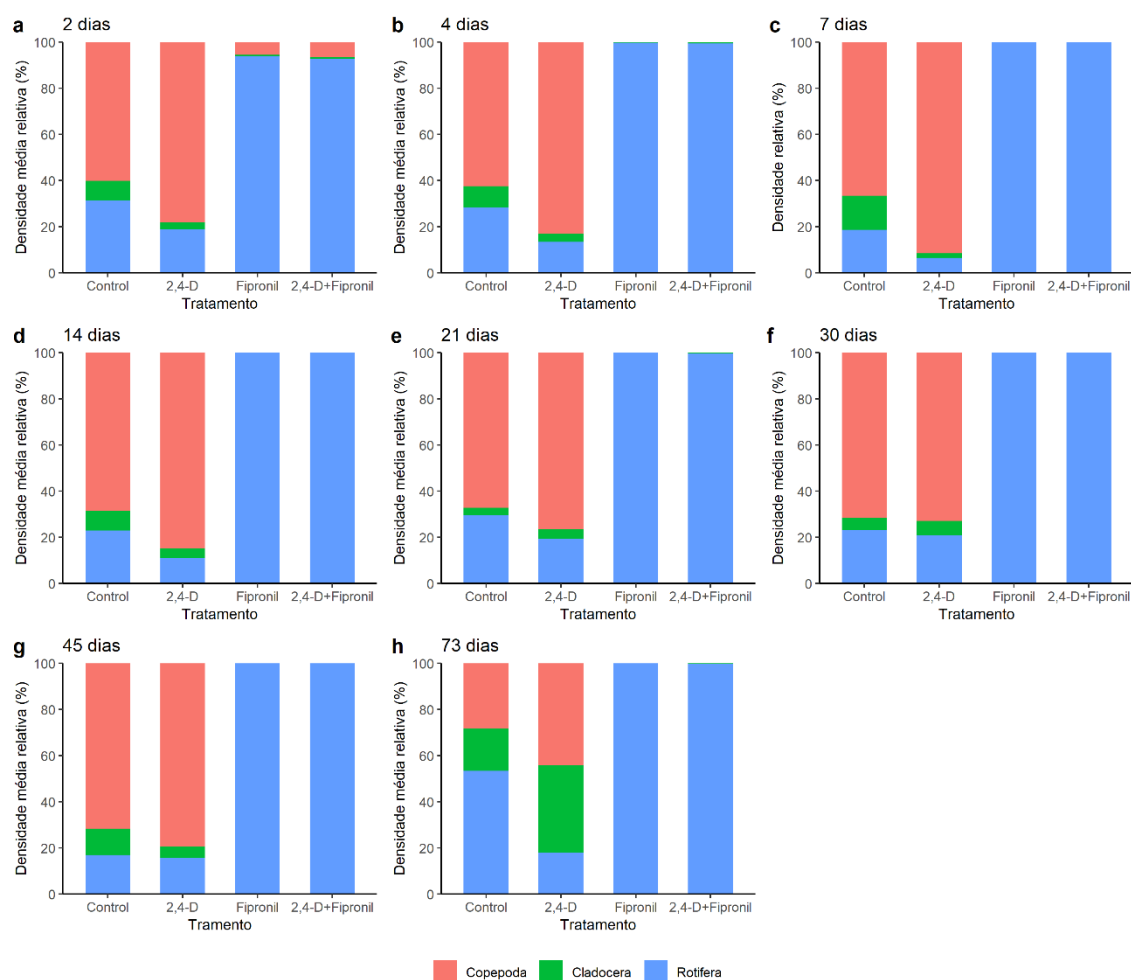 a 2 dias
Densidade média relativa (%)
100
80
60
40
20
0
Control 2,4-D Fipronil 2,4-D+Fipronil
Tratamento
b 4 dias
Densidade média relativa (%)
100
80
60
40
20
0
Control 2,4-D Fipronil 2,4-D+Fipronil
Tratamento
c 7 dias
Densidade relativa (%)
100
80
60
40
20
0
Control 2,4-D Fipronil 2,4-D+Fipronil
Tratamento
d 14 dias
Densidade média relativa (%)
100
80
60
40
20
0
Control 2,4-D Fipronil 2,4-D+Fipronil
Tratamento
e 21 dias
Densidade média relativa (%)
100
80
60
40
20
0
Control 2,4-D Fipronil 2,4-D+Fipronil
Tratamento
f 30 dias
Densidade média relativa (%)
100
80
60
40
20
0
Control 2,4-D Fipronil 2,4-D+Fipronil
Tratamento
g 45 dias
Densidade média relativa (%)
100
80
60
40
20
0
Control 2,4-D Fipronil 2,4-D+Fipronil
Tramento
h 73 dias
Densidade média relativa (%)
100
80
60
40
20
0
Control 2,4-D Fipronil 2,4-D+Fipronil
Tratamento
Copepoda Cladocera Rotifera